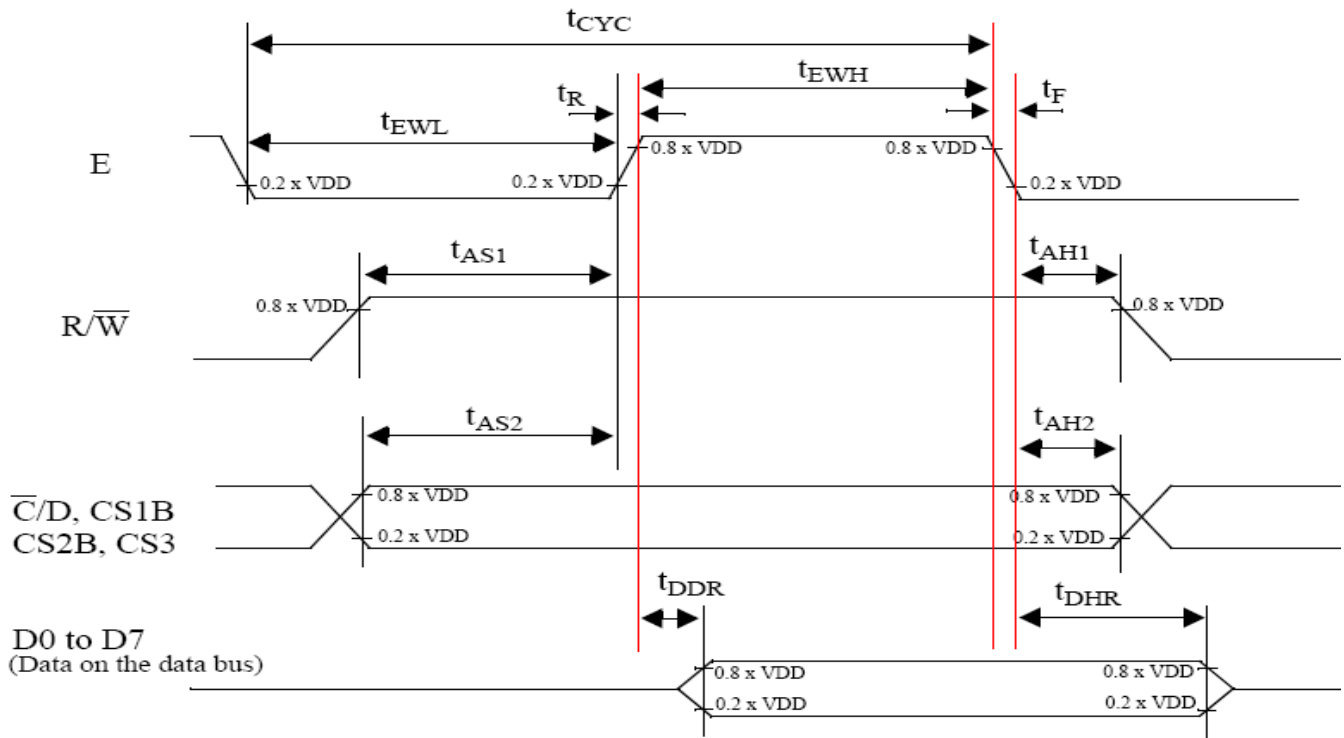 tCYC
tEWH
tR
tF
tEWL
E
0.8 x VDD
0.8 x VDD
0.2 x VDD
0.2 x VDD
0.2 x VDD
tAS1
tAH1
R/W̅
0.8 x VDD
0.8 x VDD
tAS2
tAH2
C̅/D, CS1B
CS2B, CS3
0.8 x VDD
0.8 x VDD
0.2 x VDD
0.2 x VDD
tDDR
tDHR
D0 to D7
(Data on the data bus)
0.8 x VDD
0.8 x VDD
0.2 x VDD
0.2 x VDD